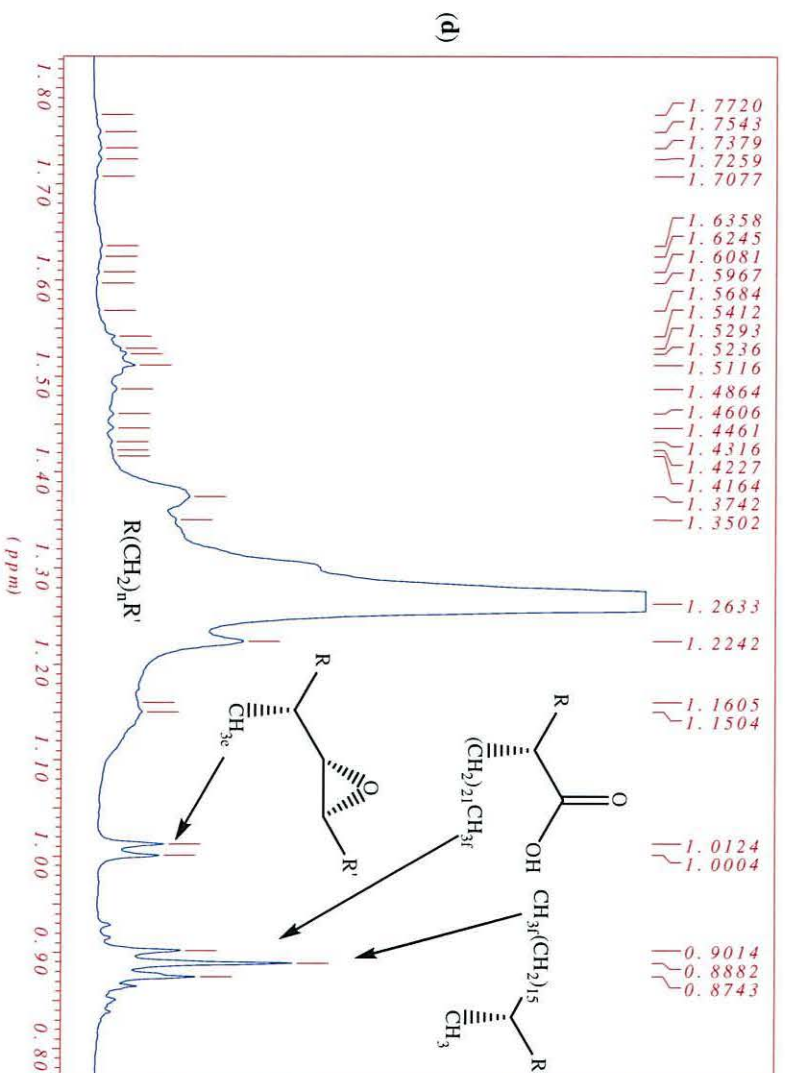 (d)
1.7720
1.7543
1.7379
1.7259
1.7077
1.6358
1.6245
1.6081
1.5967
1.5684
1.5412
1.5293
1.5236
1.5116
1.4864
1.4606
1.4461
1.4316
1.4227
1.4164
1.3742
1.3502
1.2633
1.2242
1.1605
1.1504
1.0124
1.0004
0.9014
0.8882
0.8743
O
R
OH
(CH₂)₂₁CH₃f
CH₃f(CH₂)₁₅
R
CH₃
R
O
R'
CH₃e
R(CH₂)ₙR'
1.80 1.70 1.60 1.50 1.40 1.30 1.20 1.10 1.00 0.90 0.80
(ppm)